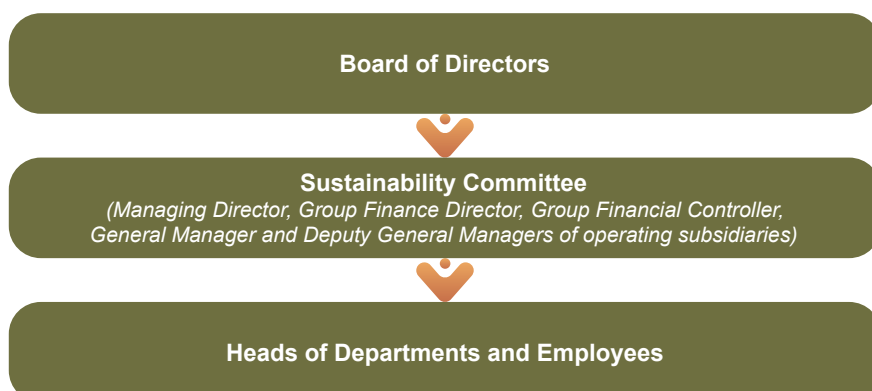 Board of Directors
Sustainability Committee
(Managing Director, Group Finance Director, Group Financial Controller,
General Manager and Deputy General Managers of operating subsidiaries)
Heads of Departments and Employees